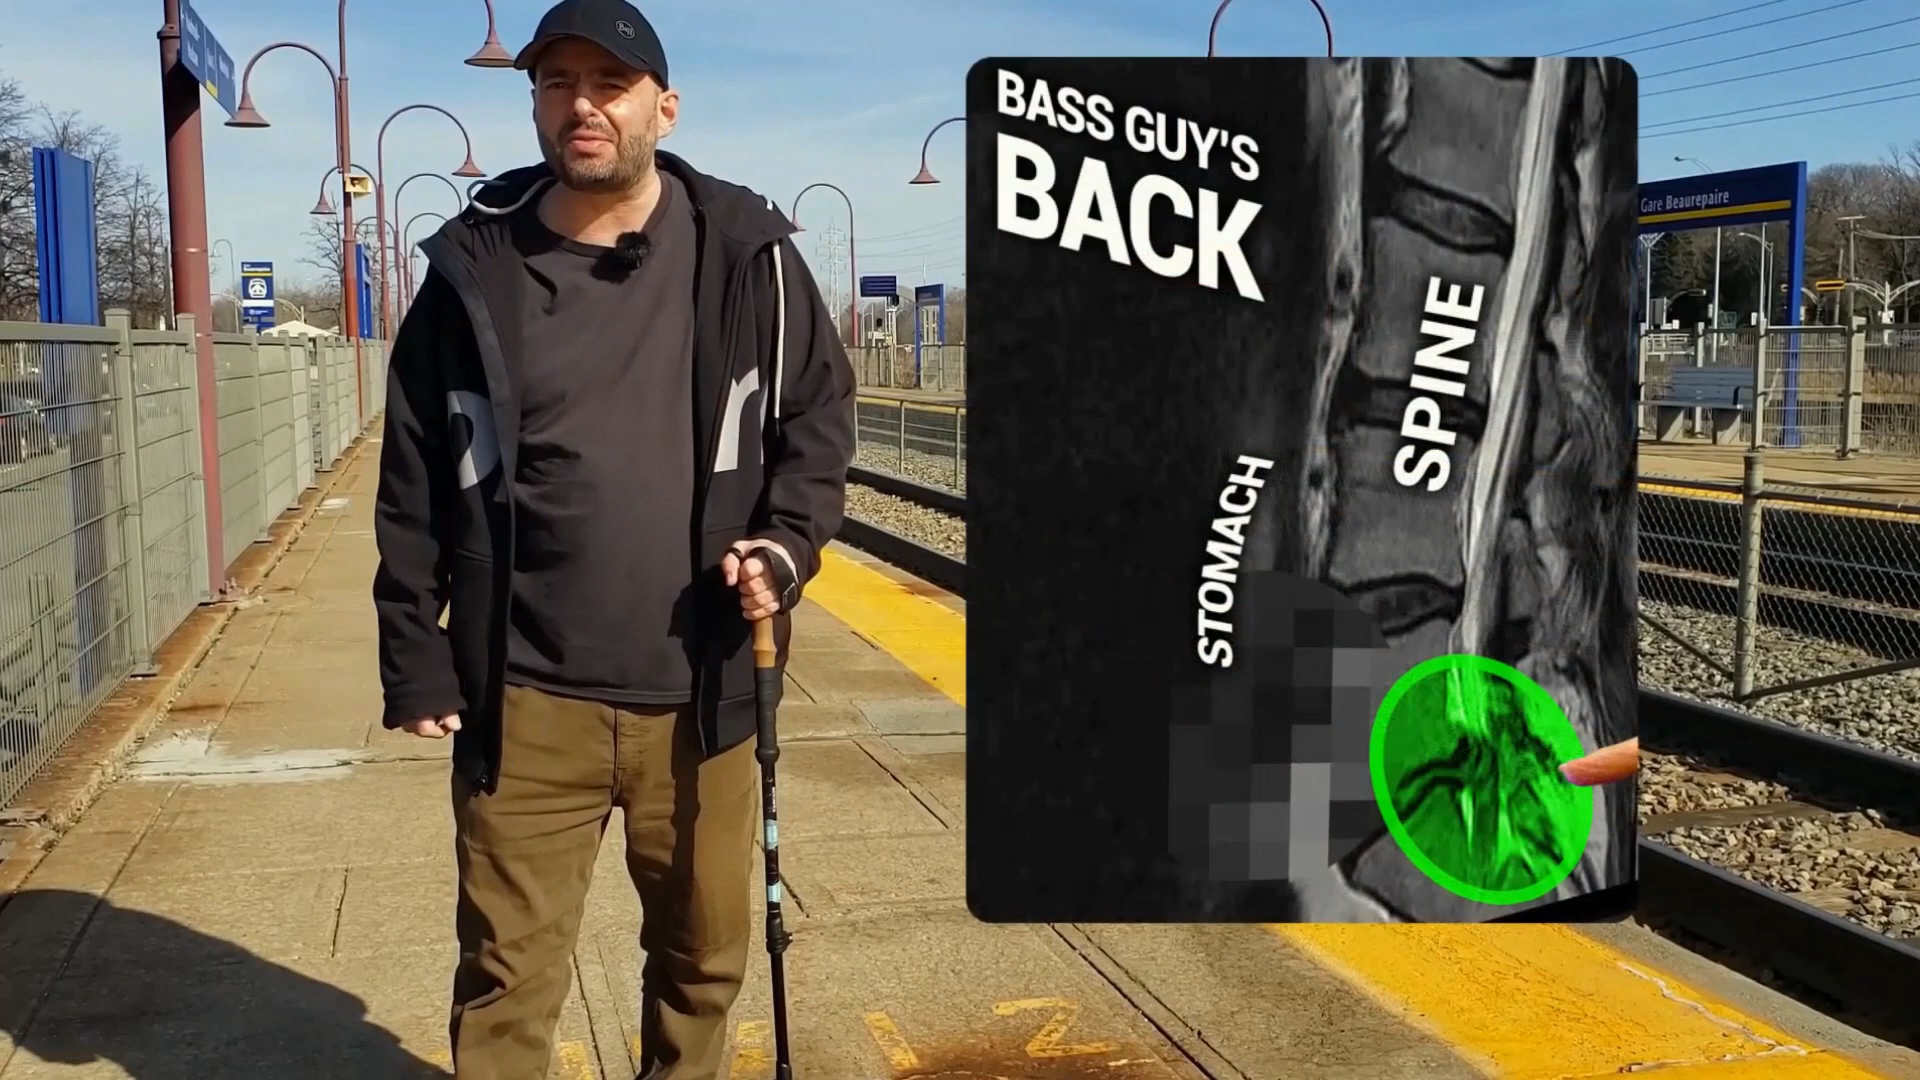 BASS GUY'S
BACK
SPINE
STOMACH
Gare Beaurepaire